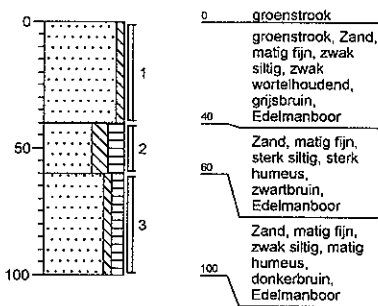 0
50
100
1
2
3
0 groenstrook
groenstrook, Zand,
matig fijn, zwak
siltig, zwak
wortelhoudend,
grijsbruin,
Edelmanboor
40
Zand, matig fijn,
sterk siltig, sterk
humeus,
zwartbruin,
Edelmanboor
60
Zand, matig fijn,
zwak siltig, matig
humeus,
donkerbruin,
Edelmanboor
100